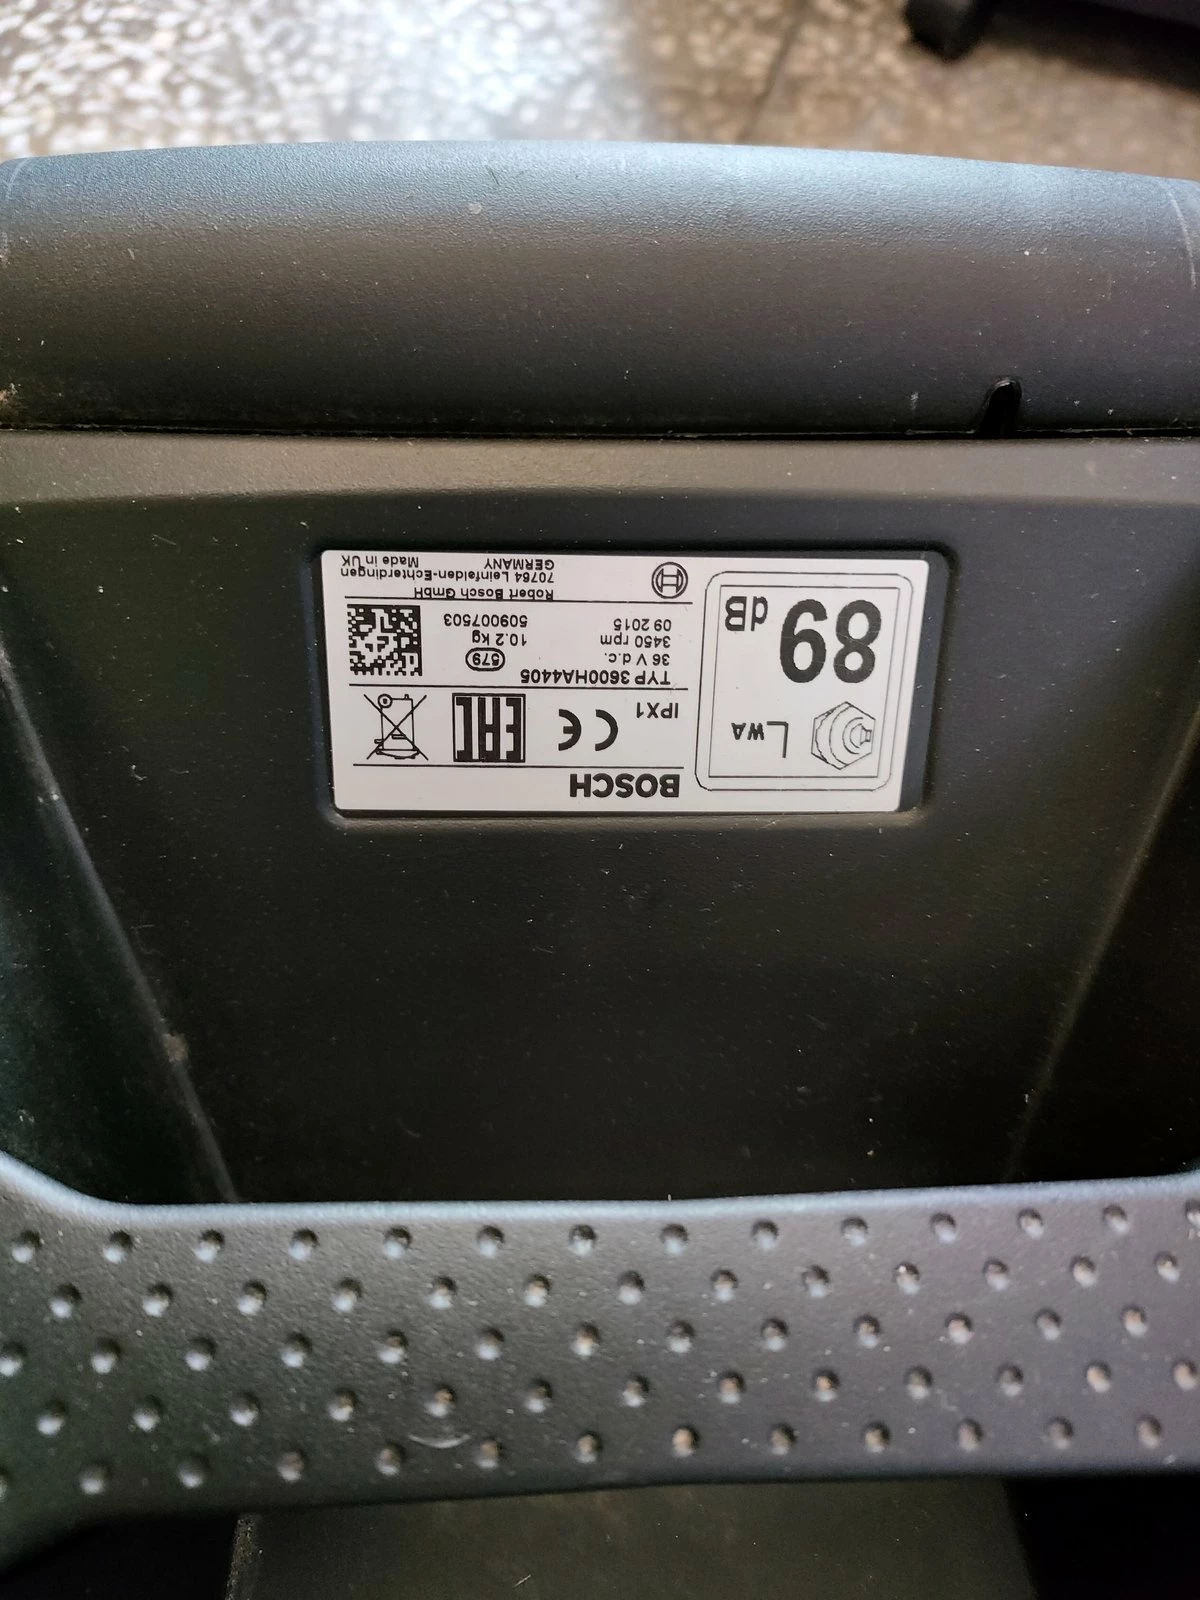 BOSCH
IPX1
CE
EAC
TYP 3600HA4405
36 V d.c.
3450 rpm
09 2015
579
10.2 kg
509007503
Robert Bosch GmbH
70764 Leinfelden-Echterdingen
GERMANY
Made in UK
LWA
89 dB